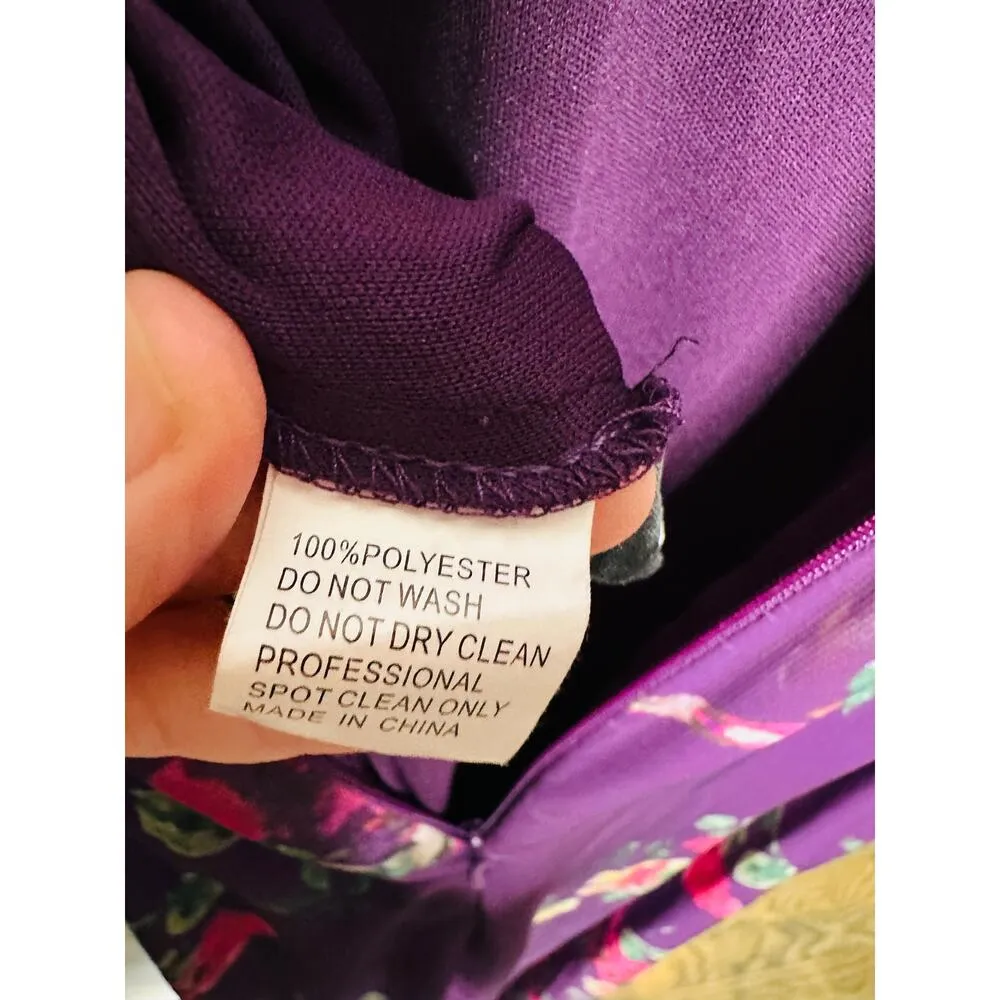 100%POLYESTER
DO NOT WASH
DO NOT DRY CLEAN
PROFESSIONAL
SPOT CLEAN ONLY
MADE IN CHINA